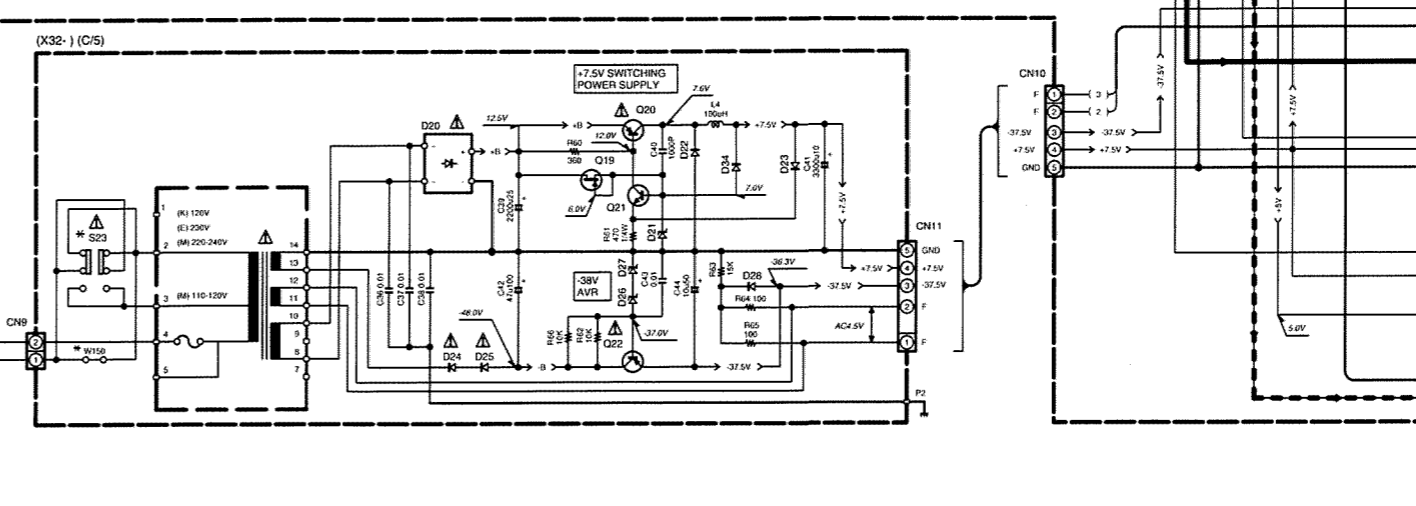 (X32- ) (C/5)
+7.5V SWITCHING
POWER SUPPLY
7.6V
Q20
L4
100uH
12.5V
+B
12.0V
+7.5V
D20
+B
R60
360
C40
1000P
D22
D34
D23
C41
3300u10
Q19
6.0V
Q21
7.0V
C39
2200u25
+7.5V
R61
470
1/4W
D21
* S23
1
(K) 120V
(E) 230V
2
(M) 220-240V
3
(M) 110-120V
4
5
14
13
12
11
10
9
8
7
C36 0.01
C37 0.01
C38 0.01
C42
47u100
-38V
AVR
D27
D26
C43
0.01
C44
10u50
R63
15K
-36.3V
D28
-37.5V
R64 100
R65
100
AC4.5V
-48.0V
D24
D25
R66
10K
R62
10K
Q22
-37.0V
-B
-37.5V
CN9
2
1
* W150
CN11
5 GND
+7.5V 4 +7.5V
3 -37.5V
2 F
1 F
P2
CN10
F 1 3
F 2 2
-37.5V 3 -37.5V
+7.5V 4 +7.5V
GND 5
-37.5V
+7.5V
+5V
5.0V